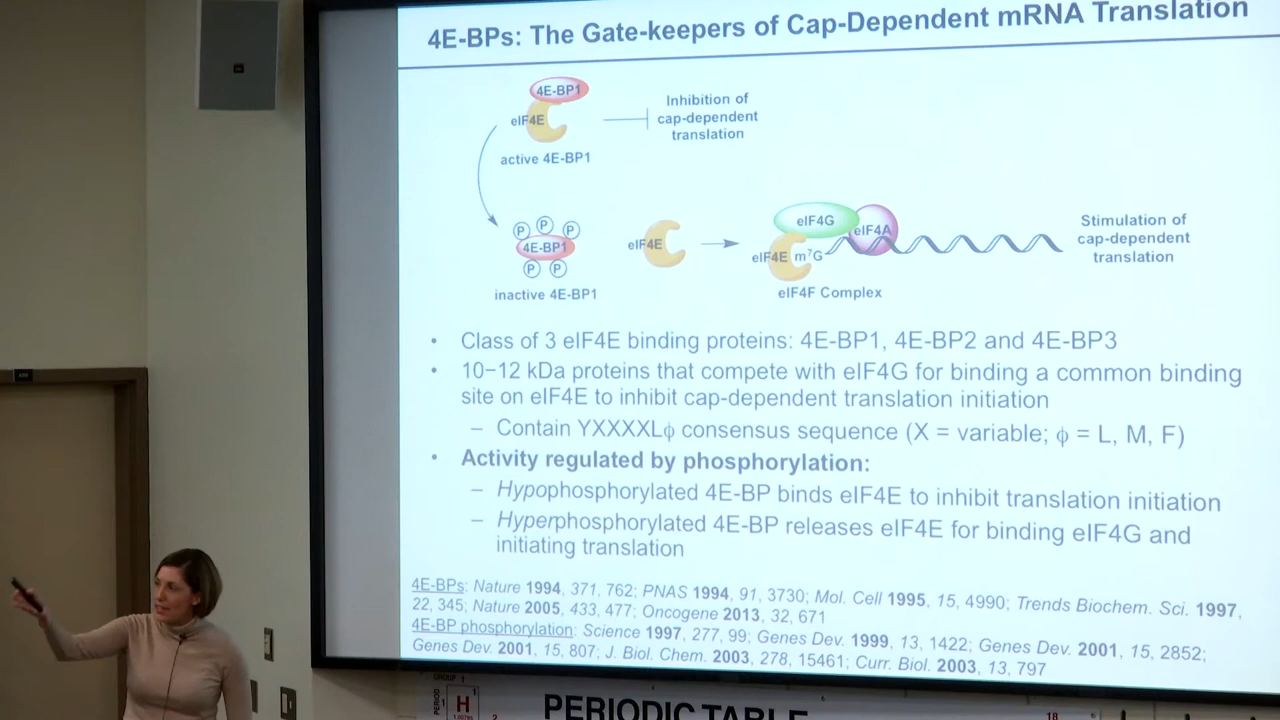 4E-BPs: The Gate-keepers of Cap-Dependent mRNA Translation
4E-BP1
eIF4E
active 4E-BP1
Inhibition of
cap-dependent
translation
P P P
4E-BP1
P P
inactive 4E-BP1
eIF4E
eIF4G
eIF4A
eIF4E m⁷G
eIF4F Complex
Stimulation of
cap-dependent
translation
• Class of 3 eIF4E binding proteins: 4E-BP1, 4E-BP2 and 4E-BP3
• 10−12 kDa proteins that compete with eIF4G for binding a common binding
site on eIF4E to inhibit cap-dependent translation initiation
– Contain YXXXXLϕ consensus sequence (X = variable; ϕ = L, M, F)
• Activity regulated by phosphorylation:
– Hypophosphorylated 4E-BP binds eIF4E to inhibit translation initiation
– Hyperphosphorylated 4E-BP releases eIF4E for binding eIF4G and
initiating translation
4E-BPs: Nature 1994, 371, 762; PNAS 1994, 91, 3730; Mol. Cell 1995, 15, 4990; Trends Biochem. Sci. 1997,
22, 345; Nature 2005, 433, 477; Oncogene 2013, 32, 671
4E-BP phosphorylation: Science 1997, 277, 99; Genes Dev. 1999, 13, 1422; Genes Dev. 2001, 15, 2852;
Genes Dev. 2001, 15, 807; J. Biol. Chem. 2003, 278, 15461; Curr. Biol. 2003, 13, 797
GROUP 1
PERIOD
1
H
1
2
PERIODIC TABLE
18